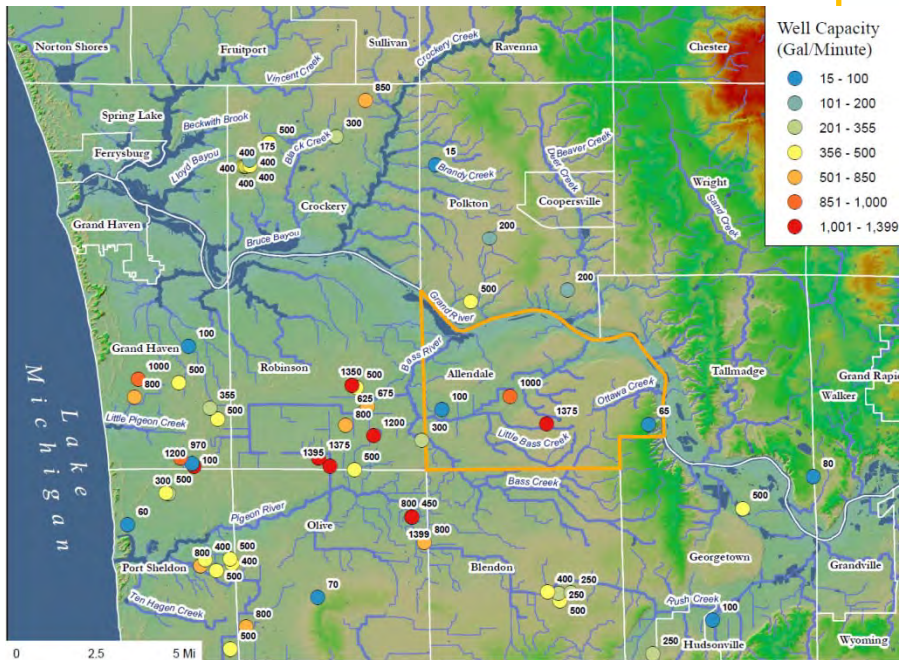 Well Capacity
(Gal/Minute)
15 - 100
101 - 200
201 - 355
356 - 500
501 - 850
851 - 1,000
1,001 - 1,399
Norton Shores
Fruitport
Sullivan
Crockery Creek
Ravenna
Chester
Vincent Creek
850
Spring Lake
Beckwith Brook
500
Black Creek
300
Ferrysburg
175
400
400
400
400
Lloyd Bayou
15
Brandy Creek
Beaver Creek
Deer Creek
Wright
Sand Creek
Crockery
Polkton
Coopersville
Grand Haven
Bruce Bayou
200
200
500
Grand River
100
Grand Haven
Robinson
Bass River
Allendale
Tallmadge
Grand Rapid
Walker
1000
800
500
1350
500
675
625
1000
Ottawa Creek
355
500
Little Pigeon Creek
800
1200
100
1375
65
300
Little Bass Creek
970
1200
100
1375
1395
500
80
Bass Creek
300
500
800
450
500
60
Pigeon River
Olive
1399
800
Georgetown
Port Sheldon
800
400
500
400
500
Blendon
Grandville
400
250
250
500
Rush Creek
70
Ten Hagen Creek
800
500
100
Hudsonville
250
Wyoming
Lake
Michigan
0
2.5
5 Mi